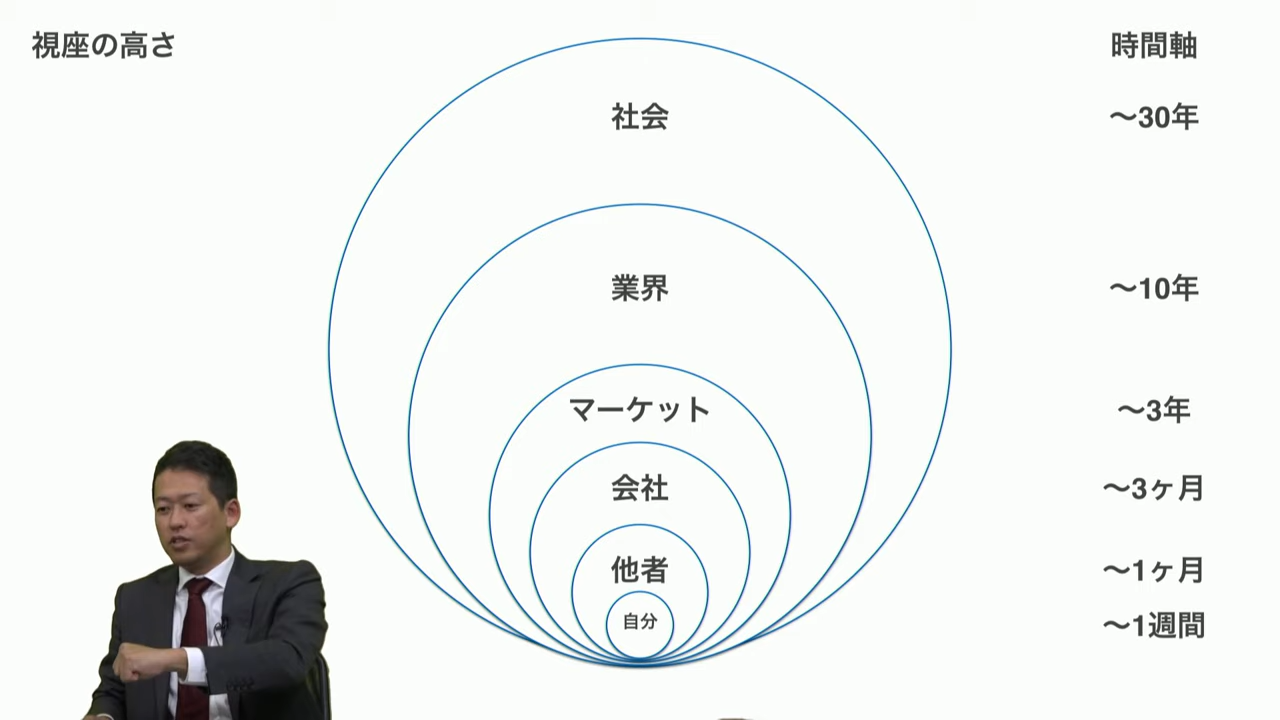 視座の高さ
時間軸
社会
〜30年
業界
〜10年
マーケット
〜3年
会社
〜3ヶ月
他者
〜1ヶ月
自分
〜1週間